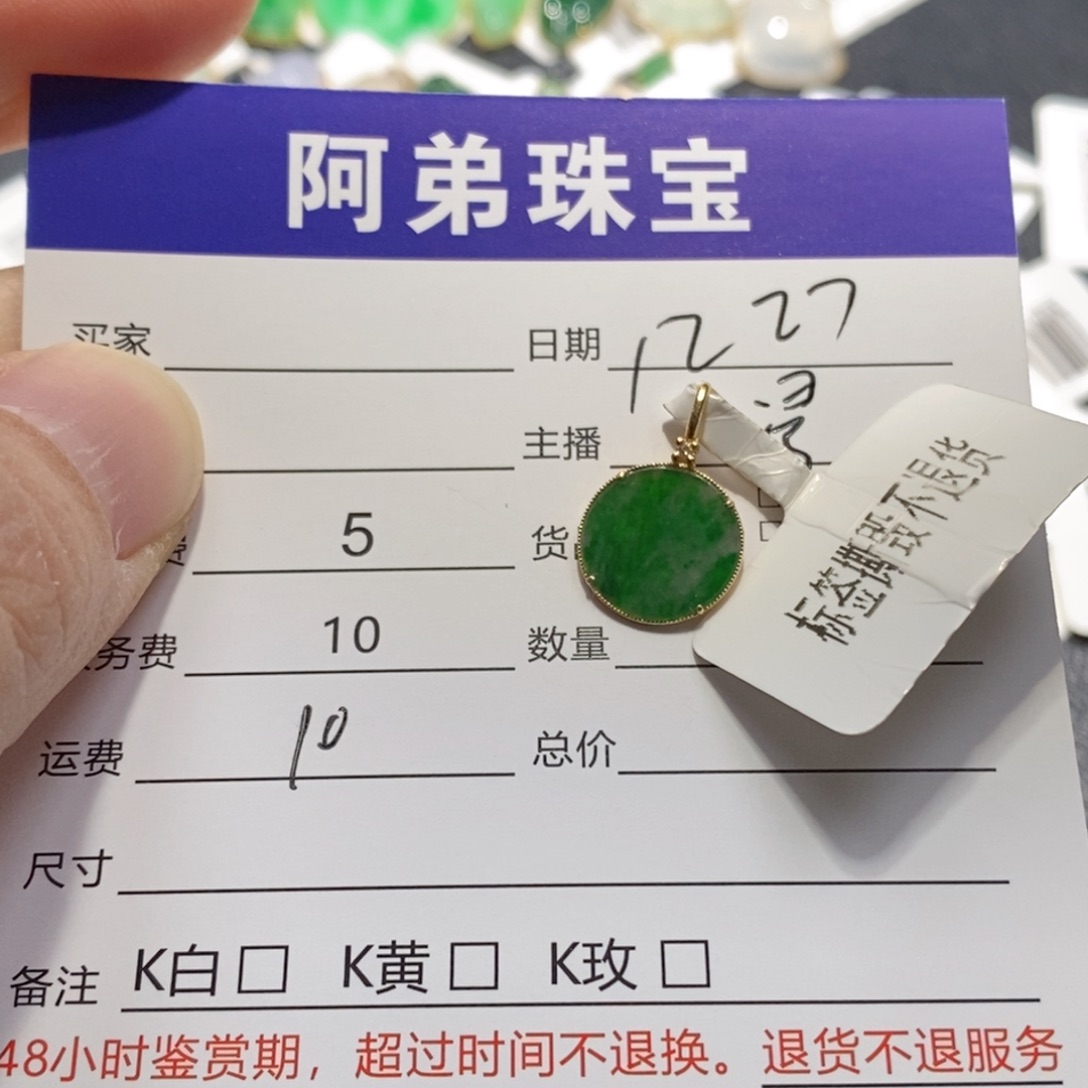 阿弟珠宝
买家 日期 12 27
主播
费 5 货
务费 10 数量
运费 10 总价
尺寸
备注 K白□ K黄□ K玫□
48小时鉴赏期，超过时间不退换。退货不退服务
标签撕毁不退货